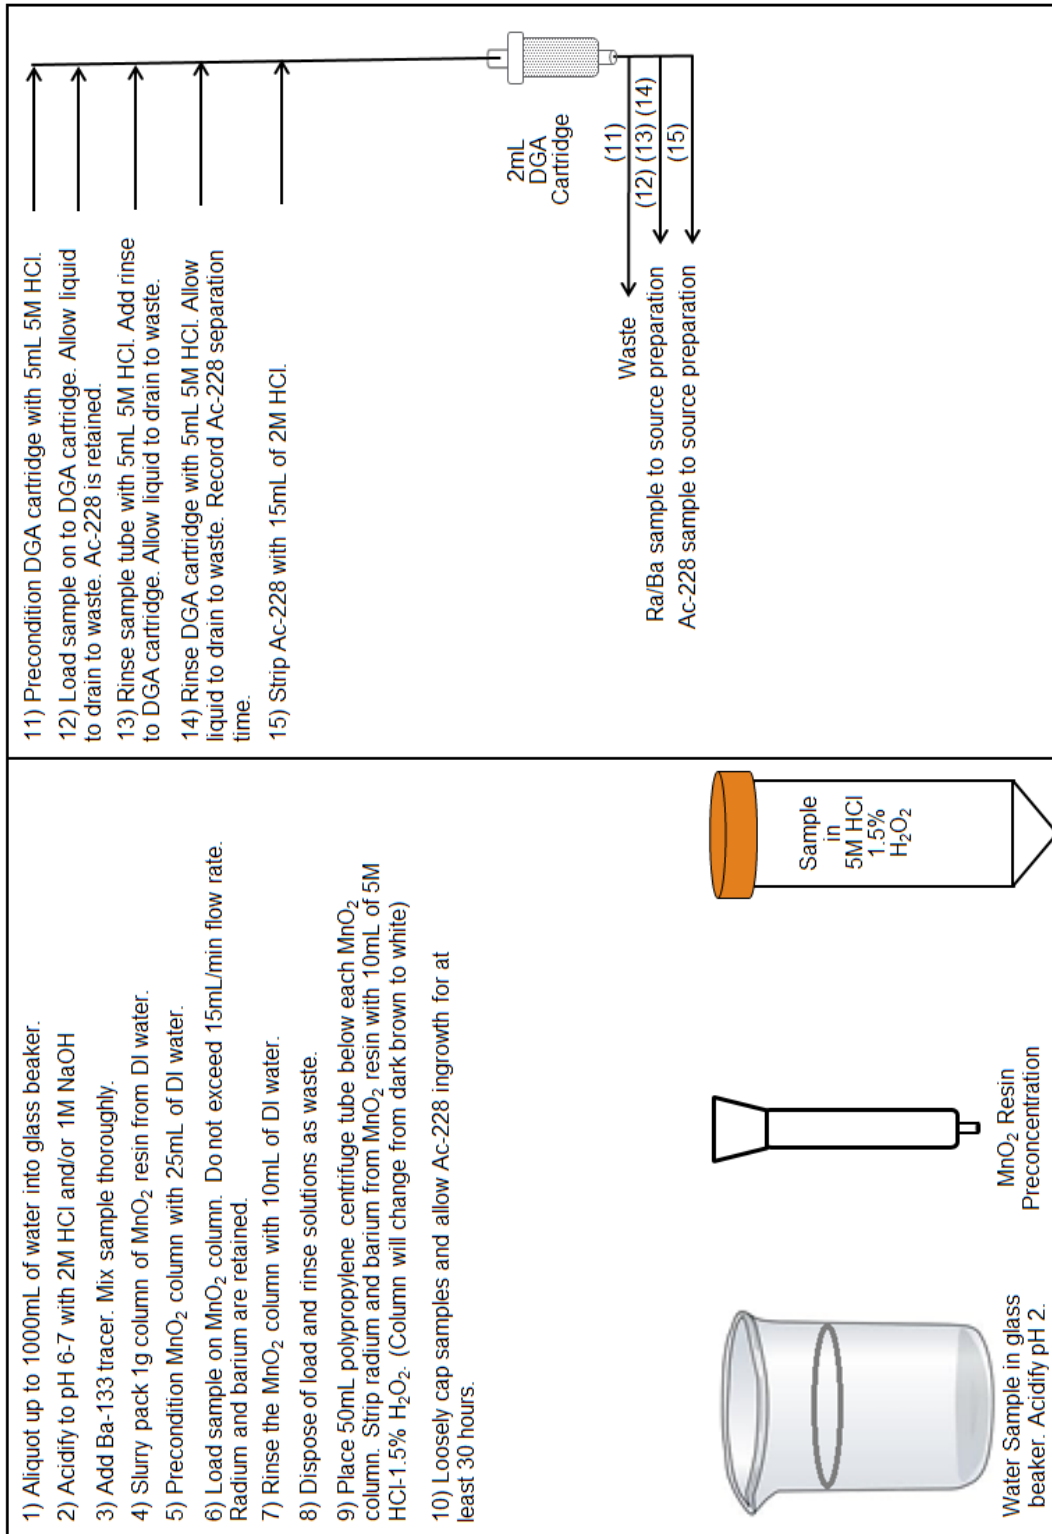 1) Aliquot up to 1000mL of water into glass beaker.
2) Acidify to pH 6-7 with 2M HCl and/or 1M NaOH
3) Add Ba-133 tracer. Mix sample thoroughly.
4) Slurry pack 1g column of MnO₂ resin from DI water.
5) Precondition MnO₂ column with 25mL of DI water.
6) Load sample on MnO₂ column. Do not exceed 15mL/min flow rate.
Radium and barium are retained.
7) Rinse the MnO₂ column with 10mL of DI water.
8) Dispose of load and rinse solutions as waste.
9) Place 50mL polypropylene centrifuge tube below each MnO₂
column. Strip radium and barium from MnO₂ resin with 10mL of 5M
HCl-1.5% H₂O₂. (Column will change from dark brown to white)
10) Loosely cap samples and allow Ac-228 ingrowth for at
least 30 hours.
Water Sample in glass
beaker. Acidify pH 2.
MnO₂ Resin
Preconcentration
Sample
in
5M HCl
1.5%
H₂O₂
11) Precondition DGA cartridge with 5mL 5M HCl.
12) Load sample on to DGA cartridge. Allow liquid
to drain to waste. Ac-228 is retained.
13) Rinse sample tube with 5mL 5M HCl. Add rinse
to DGA cartridge. Allow liquid to drain to waste.
14) Rinse DGA cartridge with 5mL 5M HCl. Allow
liquid to drain to waste. Record Ac-228 separation
time.
15) Strip Ac-228 with 15mL of 2M HCl.
2mL
DGA
Cartridge
(11)
(12) (13) (14)
(15)
Waste
Ra/Ba sample to source preparation
Ac-228 sample to source preparation